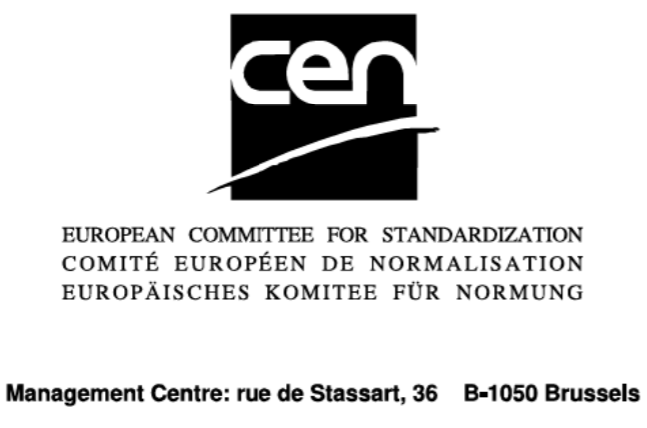 cen
EUROPEAN COMMITTEE FOR STANDARDIZATION
COMITÉ EUROPÉEN DE NORMALISATION
EUROPÄISCHES KOMITEE FÜR NORMUNG
Management Centre: rue de Stassart, 36 B-1050 Brussels